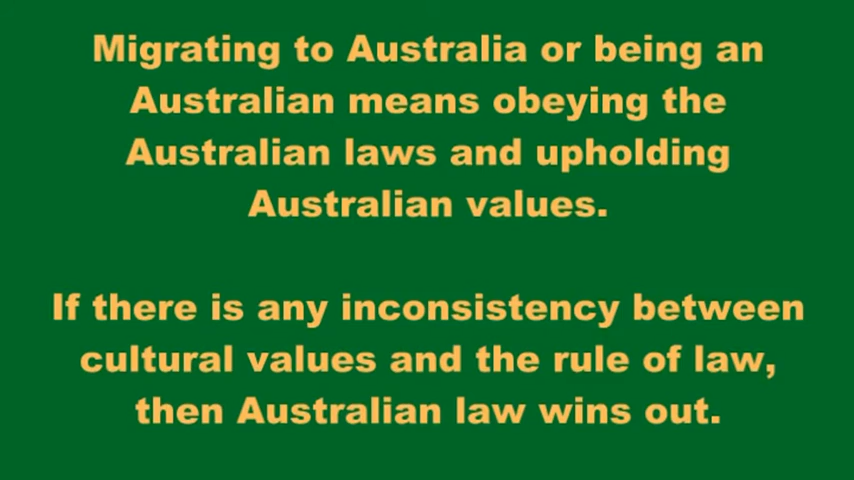 Migrating to Australia or being an
Australian means obeying the
Australian laws and upholding
Australian values.
If there is any inconsistency between
cultural values and the rule of law,
then Australian law wins out.